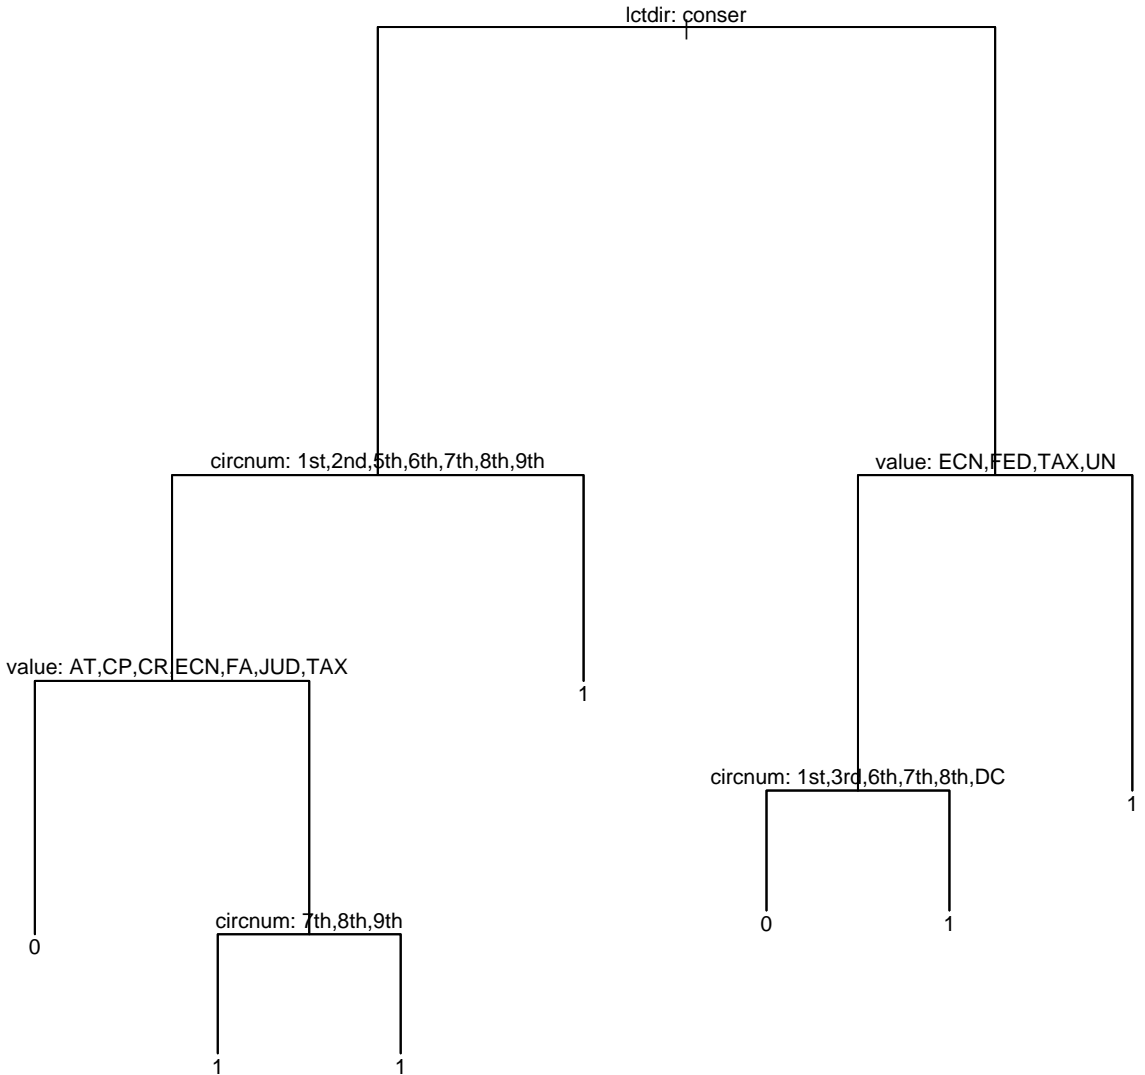 lctdir: conser
circnum: 1st,2nd,5th,6th,7th,8th,9th
value: ECN,FED,TAX,UN
value: AT,CP,CR,ECN,FA,JUD,TAX
1
circnum: 1st,3rd,6th,7th,8th,DC
1
circnum: 7th,8th,9th
0
1
0
1
1